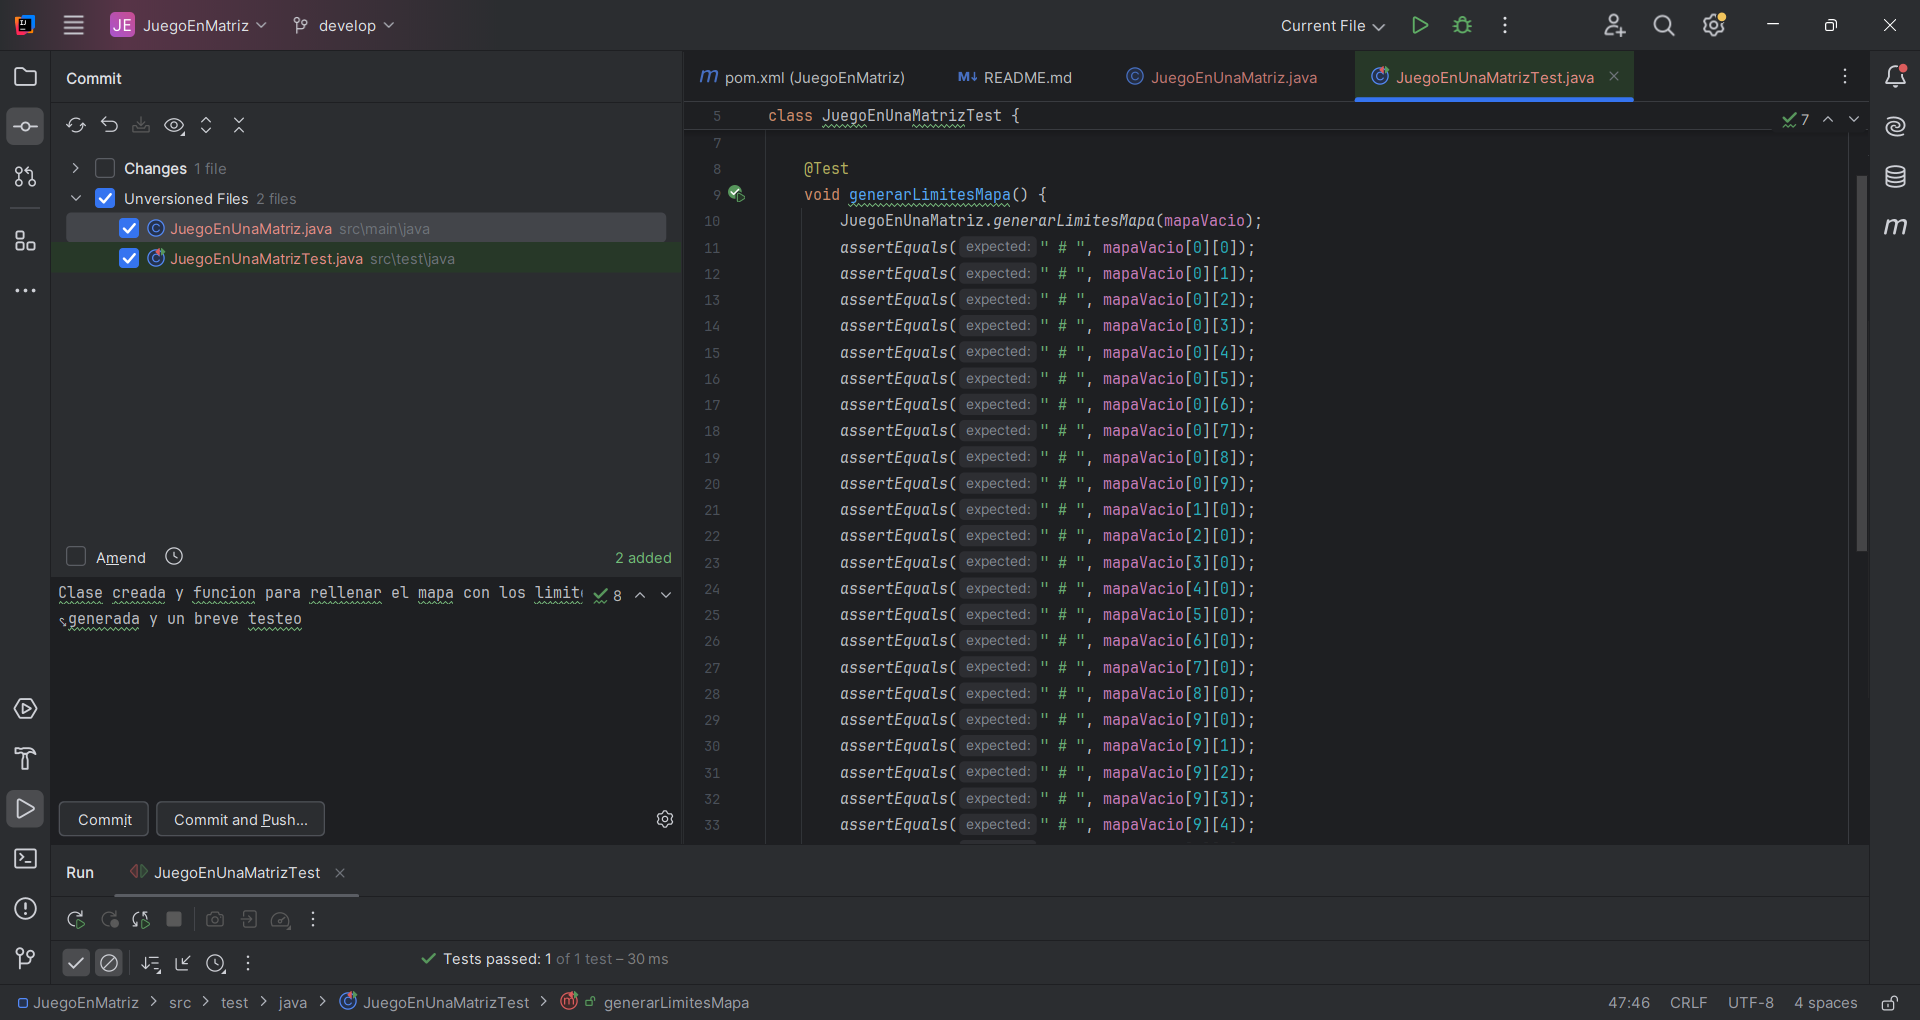 JE JuegoEnMatriz develop Current File
Commit
Changes 1 file
Unversioned Files 2 files
JuegoEnUnaMatriz.java src\main\java
JuegoEnUnaMatrizTest.java src\test\java
Amend 2 added
Clase creada y funcion para rellenar el mapa con los 8
generada y un breve testeo
Commit Commit and Push...
pom.xml (JuegoEnMatriz) README.md JuegoEnUnaMatriz.java JuegoEnUnaMatrizTest.java
5 class JuegoEnUnaMatrizTest { 7
7
8 @Test
9 void generarLimitesMapa() {
10 JuegoEnUnaMatriz.generarLimitesMapa(mapaVacio);
11 assertEquals( expected: " # ", mapaVacio[0][0]);
12 assertEquals( expected: " # ", mapaVacio[0][1]);
13 assertEquals( expected: " # ", mapaVacio[0][2]);
14 assertEquals( expected: " # ", mapaVacio[0][3]);
15 assertEquals( expected: " # ", mapaVacio[0][4]);
16 assertEquals( expected: " # ", mapaVacio[0][5]);
17 assertEquals( expected: " # ", mapaVacio[0][6]);
18 assertEquals( expected: " # ", mapaVacio[0][7]);
19 assertEquals( expected: " # ", mapaVacio[0][8]);
20 assertEquals( expected: " # ", mapaVacio[0][9]);
21 assertEquals( expected: " # ", mapaVacio[1][0]);
22 assertEquals( expected: " # ", mapaVacio[2][0]);
23 assertEquals( expected: " # ", mapaVacio[3][0]);
24 assertEquals( expected: " # ", mapaVacio[4][0]);
25 assertEquals( expected: " # ", mapaVacio[5][0]);
26 assertEquals( expected: " # ", mapaVacio[6][0]);
27 assertEquals( expected: " # ", mapaVacio[7][0]);
28 assertEquals( expected: " # ", mapaVacio[8][0]);
29 assertEquals( expected: " # ", mapaVacio[9][0]);
30 assertEquals( expected: " # ", mapaVacio[9][1]);
31 assertEquals( expected: " # ", mapaVacio[9][2]);
32 assertEquals( expected: " # ", mapaVacio[9][3]);
33 assertEquals( expected: " # ", mapaVacio[9][4]);
Run JuegoEnUnaMatrizTest
Tests passed: 1 of 1 test – 30 ms
JuegoEnMatriz > src > test > java > JuegoEnUnaMatrizTest > generarLimitesMapa 47:46 CRLF UTF-8 4 spaces